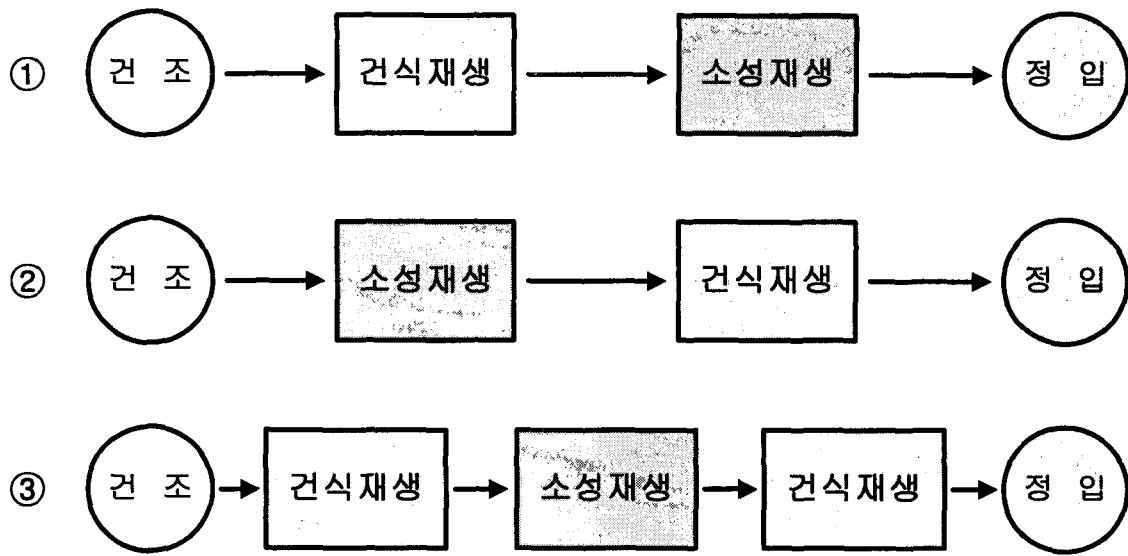 ① 건 조 건식재생 소성재생 정 입
② 건 조 소성재생 건식재생 정 입
③ 건 조 건식재생 소성재생 건식재생 정 입